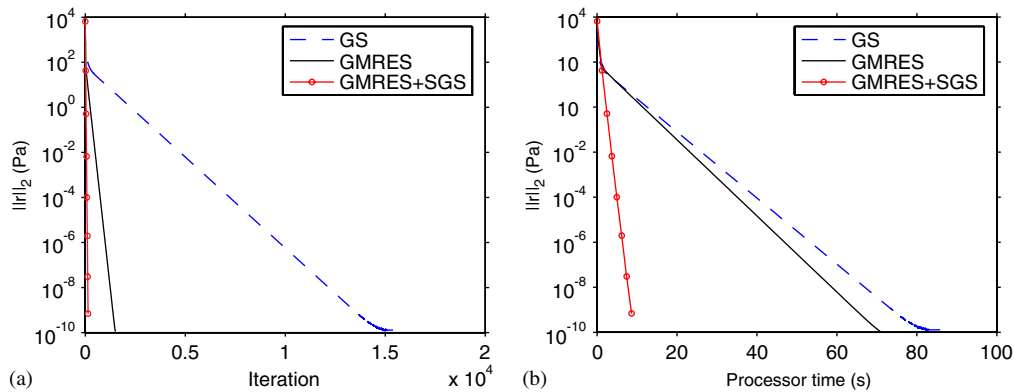 10^4
10^2
10^0
10^-2
10^-4
10^-6
10^-8
10^-10
||r||_2 (Pa)
GS
GMRES
GMRES+SGS
0
0.5
1
1.5
2
x 10^4
Iteration
(a)
10^4
10^2
10^0
10^-2
10^-4
10^-6
10^-8
10^-10
||r||_2 (Pa)
GS
GMRES
GMRES+SGS
0
20
40
60
80
100
Processor time (s)
(b)